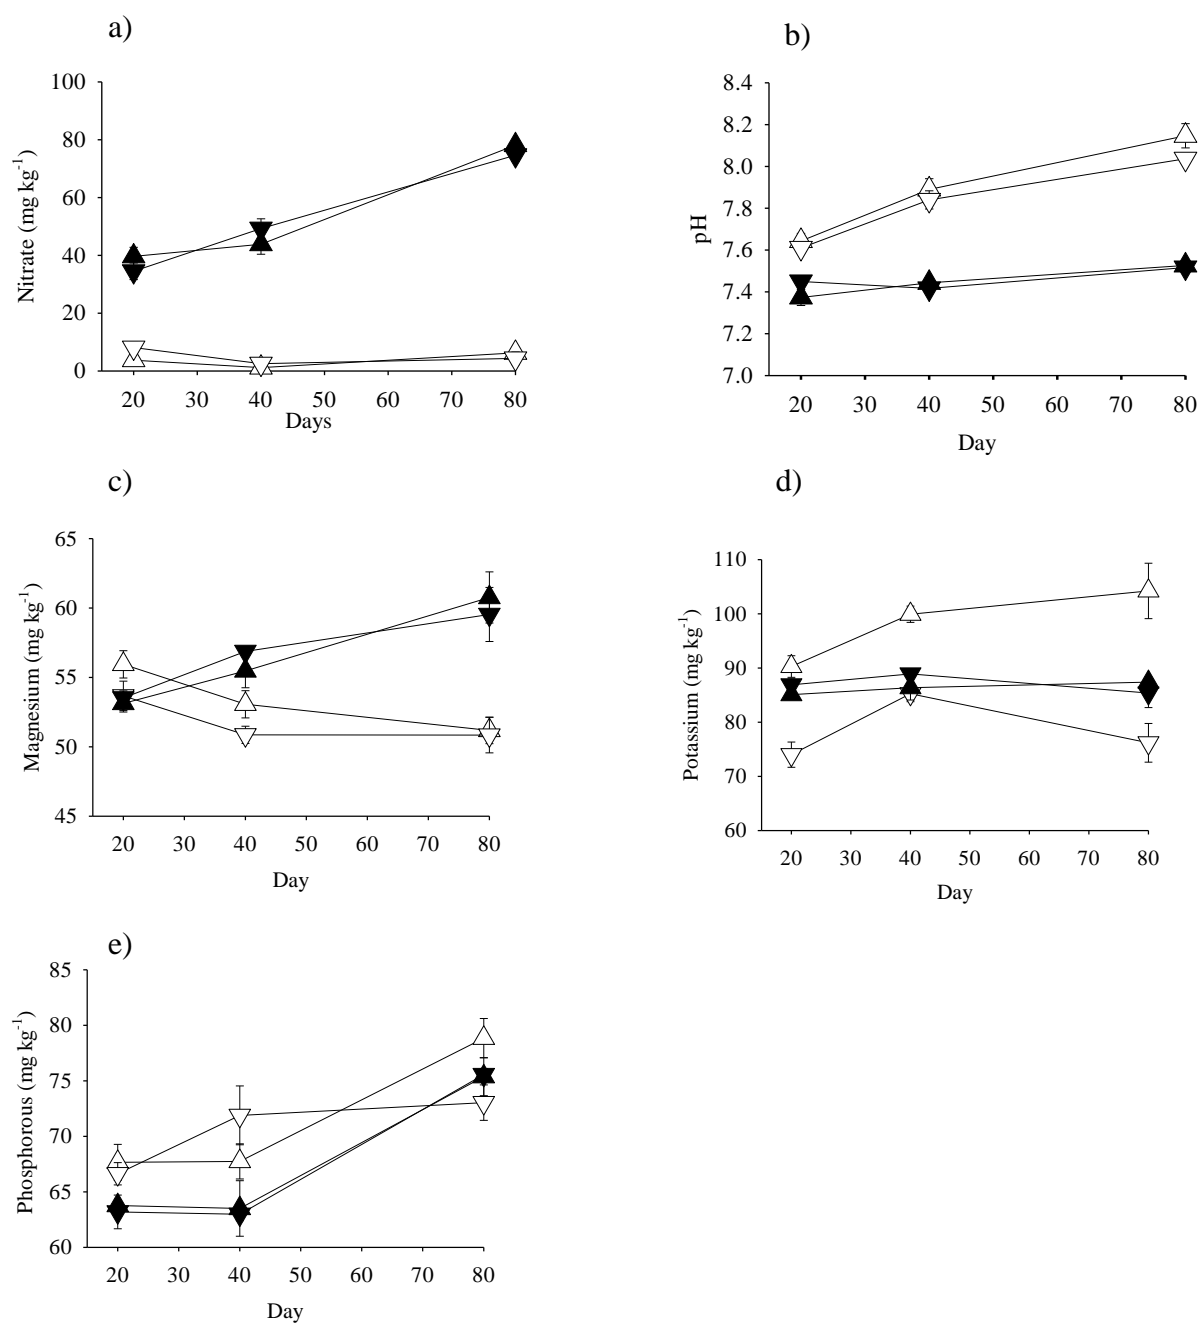 a)
100
80
60
40
20
0
Nitrate (mg kg⁻¹)
20 30 40 50 60 70 80
Days
b)
8.4
8.2
8.0
7.8
7.6
7.4
7.2
7.0
pH
20 30 40 50 60 70 80
Day
c)
65
60
55
50
45
Magnesium (mg kg⁻¹)
20 30 40 50 60 70 80
Day
d)
110
100
90
80
70
60
Potassium (mg kg⁻¹)
20 30 40 50 60 70 80
Day
e)
85
80
75
70
65
60
Phosphorous (mg kg⁻¹)
20 30 40 50 60 70 80
Day